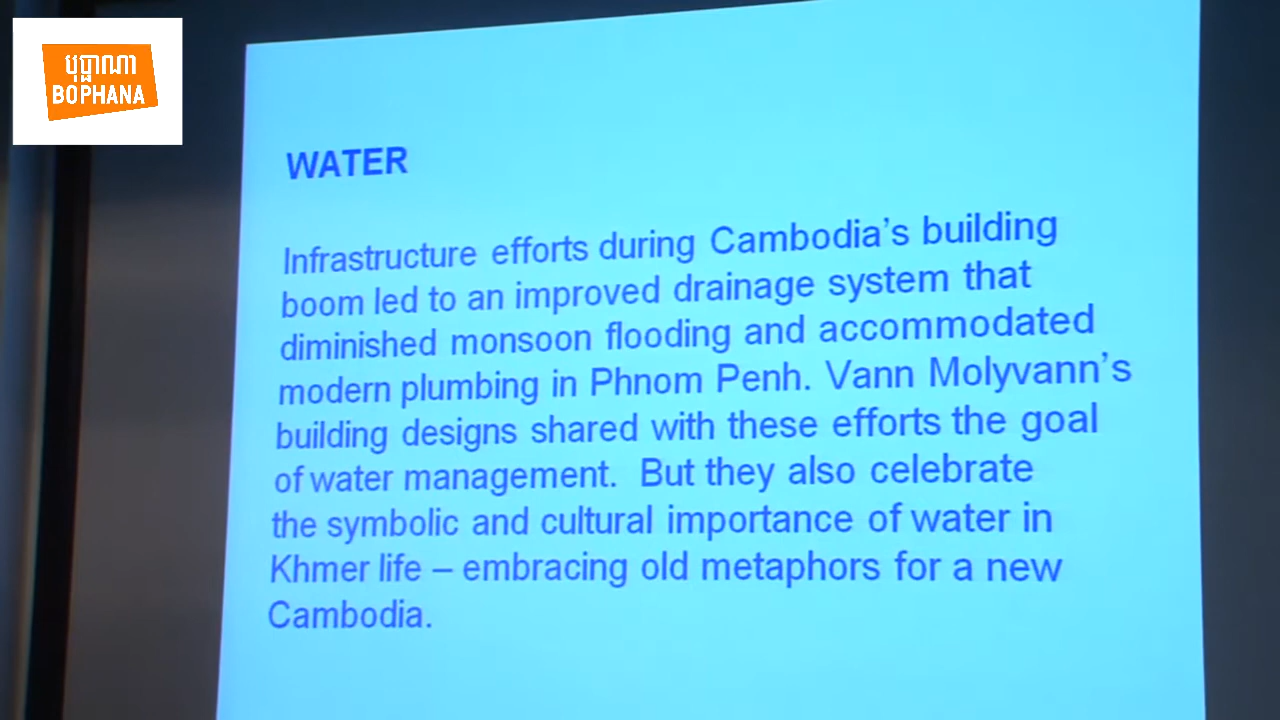 បុប្ផាណា
BOPHANA
WATER
Infrastructure efforts during Cambodia’s building
boom led to an improved drainage system that
diminished monsoon flooding and accommodated
modern plumbing in Phnom Penh. Vann Molyvann’s
building designs shared with these efforts the goal
of water management. But they also celebrate
the symbolic and cultural importance of water in
Khmer life – embracing old metaphors for a new
Cambodia.